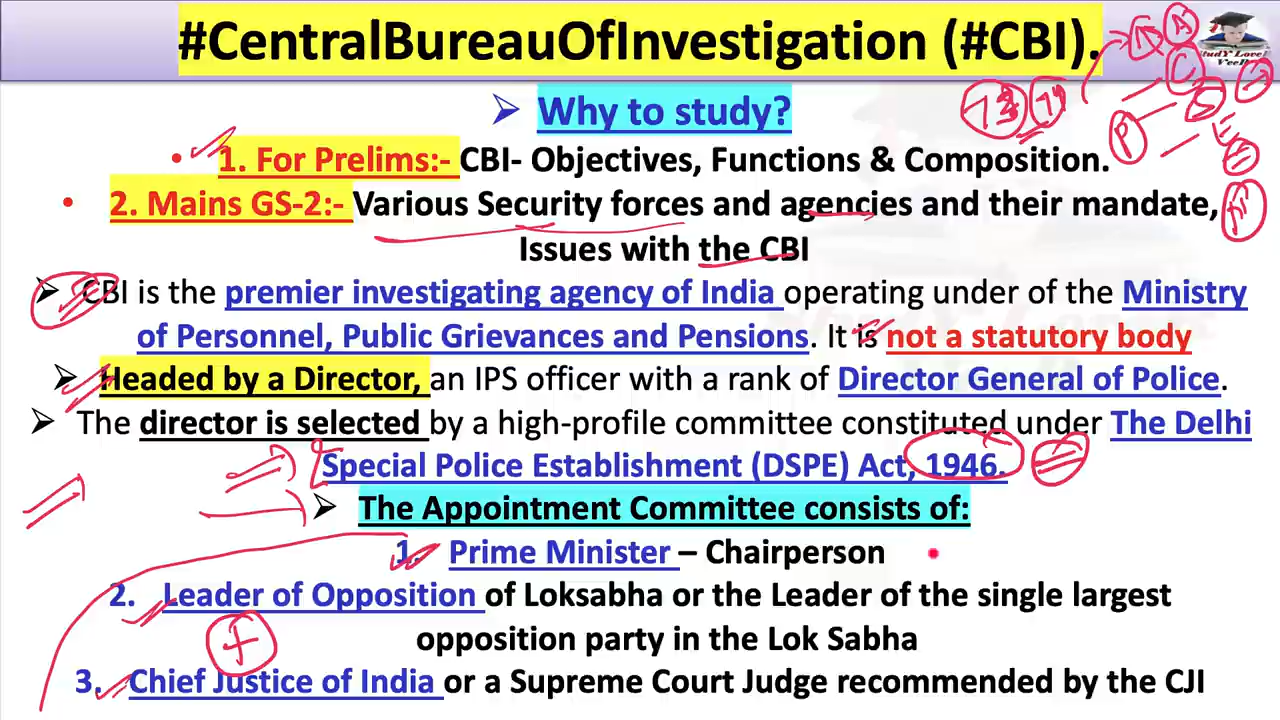 #CentralBureauOfInvestigation (#CBI).
➢ Why to study?
• 1. For Prelims:- CBI- Objectives, Functions & Composition.
• 2. Mains GS-2:- Various Security forces and agencies and their mandate,
Issues with the CBI
➢ CBI is the premier investigating agency of India operating under of the Ministry
of Personnel, Public Grievances and Pensions. It is not a statutory body
➢ Headed by a Director, an IPS officer with a rank of Director General of Police.
➢ The director is selected by a high-profile committee constituted under The Delhi
Special Police Establishment (DSPE) Act, 1946.
➢ The Appointment Committee consists of:
1. Prime Minister – Chairperson
2. Leader of Opposition of Loksabha or the Leader of the single largest
opposition party in the Lok Sabha
3. Chief Justice of India or a Supreme Court Judge recommended by the CJI